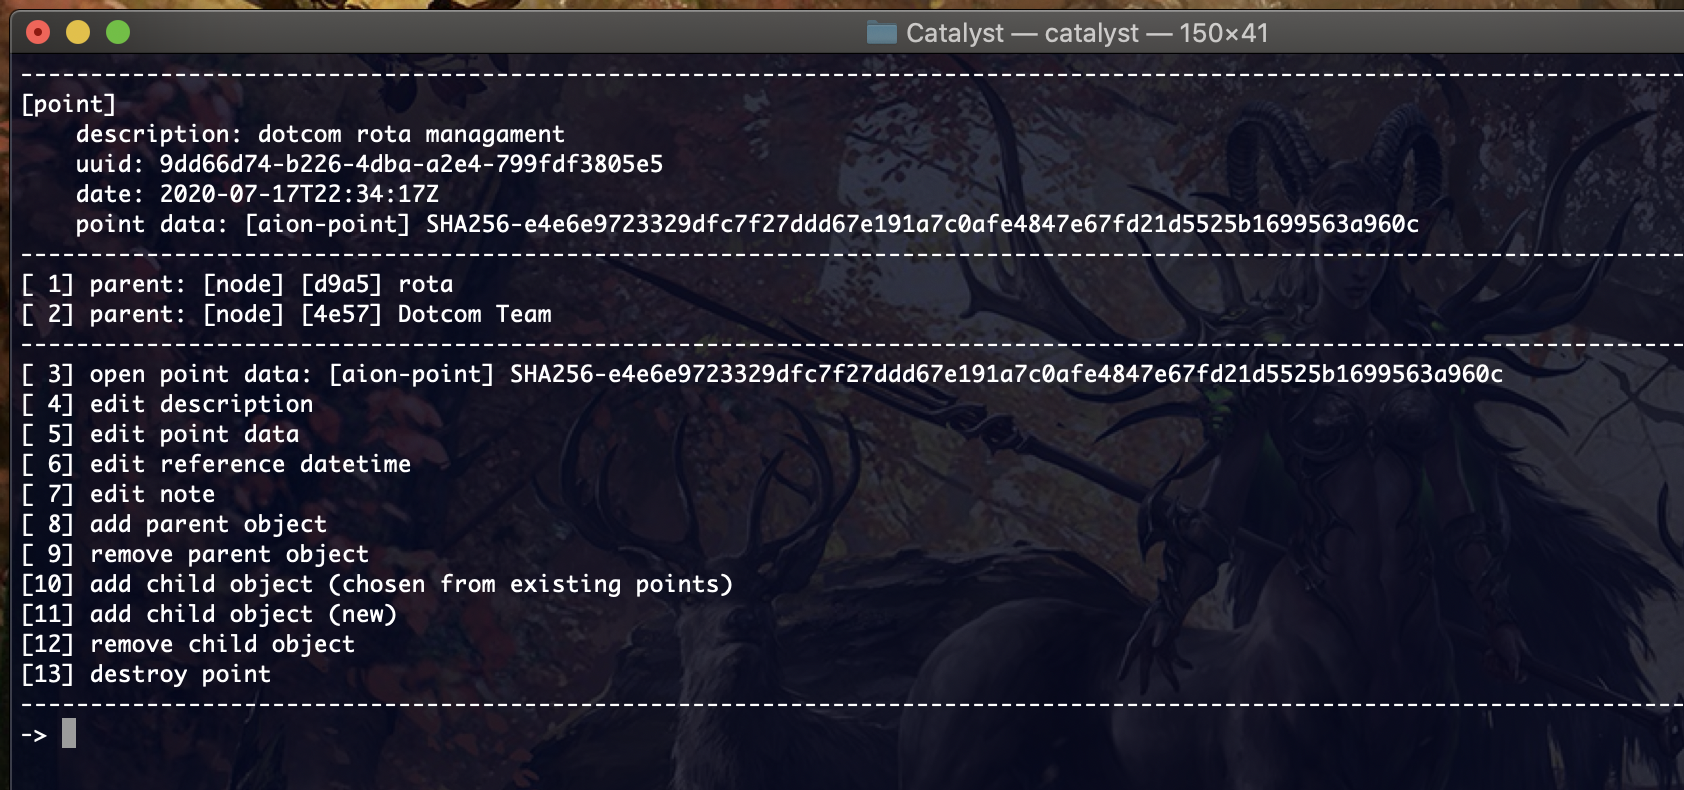 Catalyst — catalyst — 150×41
------------------------------------------------------------------------------------------------------------------------
[point]
    description: dotcom rota managament
    uuid: 9dd66d74-b226-4dba-a2e4-799fdf3805e5
    date: 2020-07-17T22:34:17Z
    point data: [aion-point] SHA256-e4e6e9723329dfc7f27ddd67e191a7c0afe4847e67fd21d5525b1699563a960c
------------------------------------------------------------------------------------------------------------------------
[ 1] parent: [node] [d9a5] rota
[ 2] parent: [node] [4e57] Dotcom Team
------------------------------------------------------------------------------------------------------------------------
[ 3] open point data: [aion-point] SHA256-e4e6e9723329dfc7f27ddd67e191a7c0afe4847e67fd21d5525b1699563a960c
[ 4] edit description
[ 5] edit point data
[ 6] edit reference datetime
[ 7] edit note
[ 8] add parent object
[ 9] remove parent object
[10] add child object (chosen from existing points)
[11] add child object (new)
[12] remove child object
[13] destroy point
------------------------------------------------------------------------------------------------------------------------
->